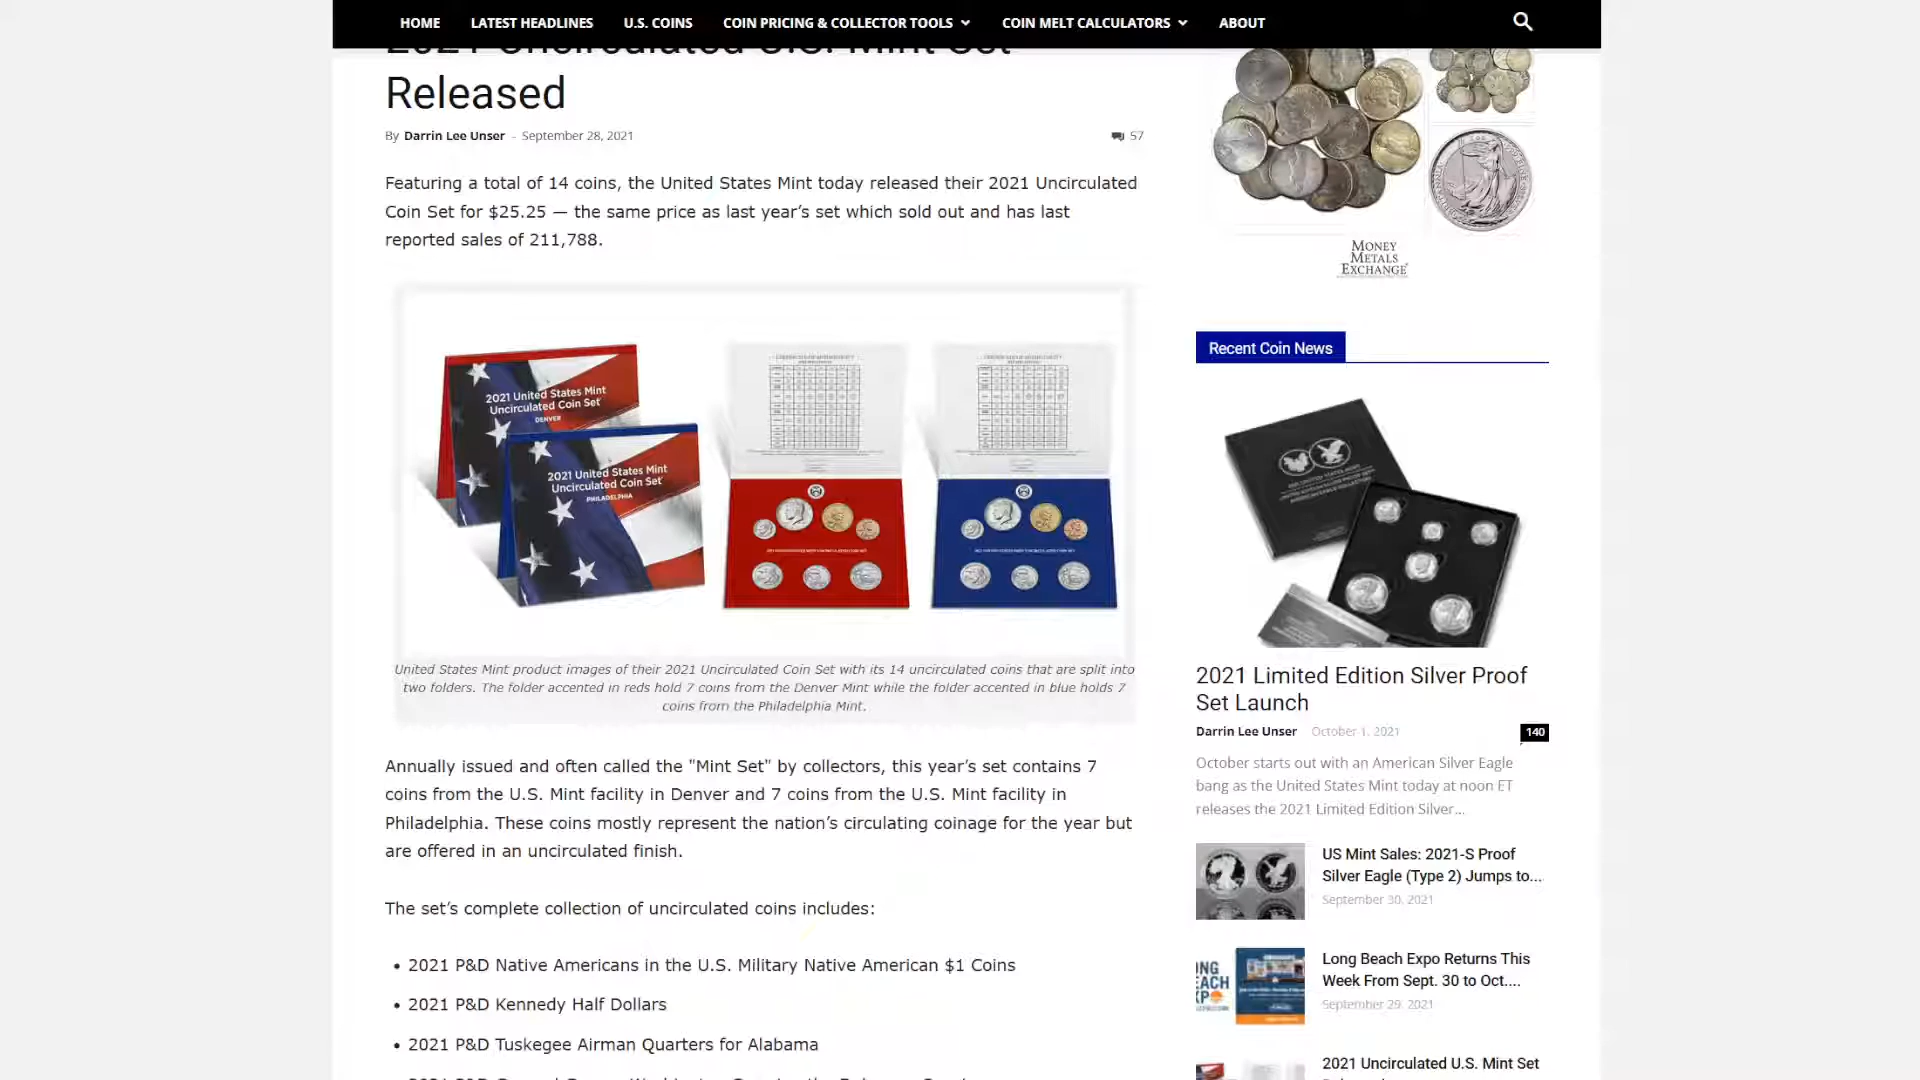 HOME
LATEST HEADLINES
U.S. COINS
COIN PRICING & COLLECTOR TOOLS
COIN MELT CALCULATORS
ABOUT
2021 Uncirculated U.S. Mint Set
Released
By Darrin Lee Unser - September 28, 2021
57
Featuring a total of 14 coins, the United States Mint today released their 2021 Uncirculated
Coin Set for $25.25 — the same price as last year’s set which sold out and has last
reported sales of 211,788.
2021 United States Mint
Uncirculated Coin Set
DENVER
2021 United States Mint
Uncirculated Coin Set
PHILADELPHIA
United States Mint product images of their 2021 Uncirculated Coin Set with its 14 uncirculated coins that are split into
two folders. The folder accented in reds hold 7 coins from the Denver Mint while the folder accented in blue holds 7
coins from the Philadelphia Mint.
Annually issued and often called the "Mint Set" by collectors, this year’s set contains 7
coins from the U.S. Mint facility in Denver and 7 coins from the U.S. Mint facility in
Philadelphia. These coins mostly represent the nation’s circulating coinage for the year but
are offered in an uncirculated finish.
The set’s complete collection of uncirculated coins includes:
• 2021 P&D Native Americans in the U.S. Military Native American $1 Coins
• 2021 P&D Kennedy Half Dollars
• 2021 P&D Tuskegee Airman Quarters for Alabama
MONEY
METALS
EXCHANGE
Recent Coin News
2021 Limited Edition Silver Proof
Set Launch
Darrin Lee Unser October 1, 2021
140
October starts out with an American Silver Eagle
bang as the United States Mint today at noon ET
releases the 2021 Limited Edition Silver...
US Mint Sales: 2021-S Proof
Silver Eagle (Type 2) Jumps to...
September 30, 2021
Long Beach Expo Returns This
Week From Sept. 30 to Oct....
September 29, 2021
2021 Uncirculated U.S. Mint Set